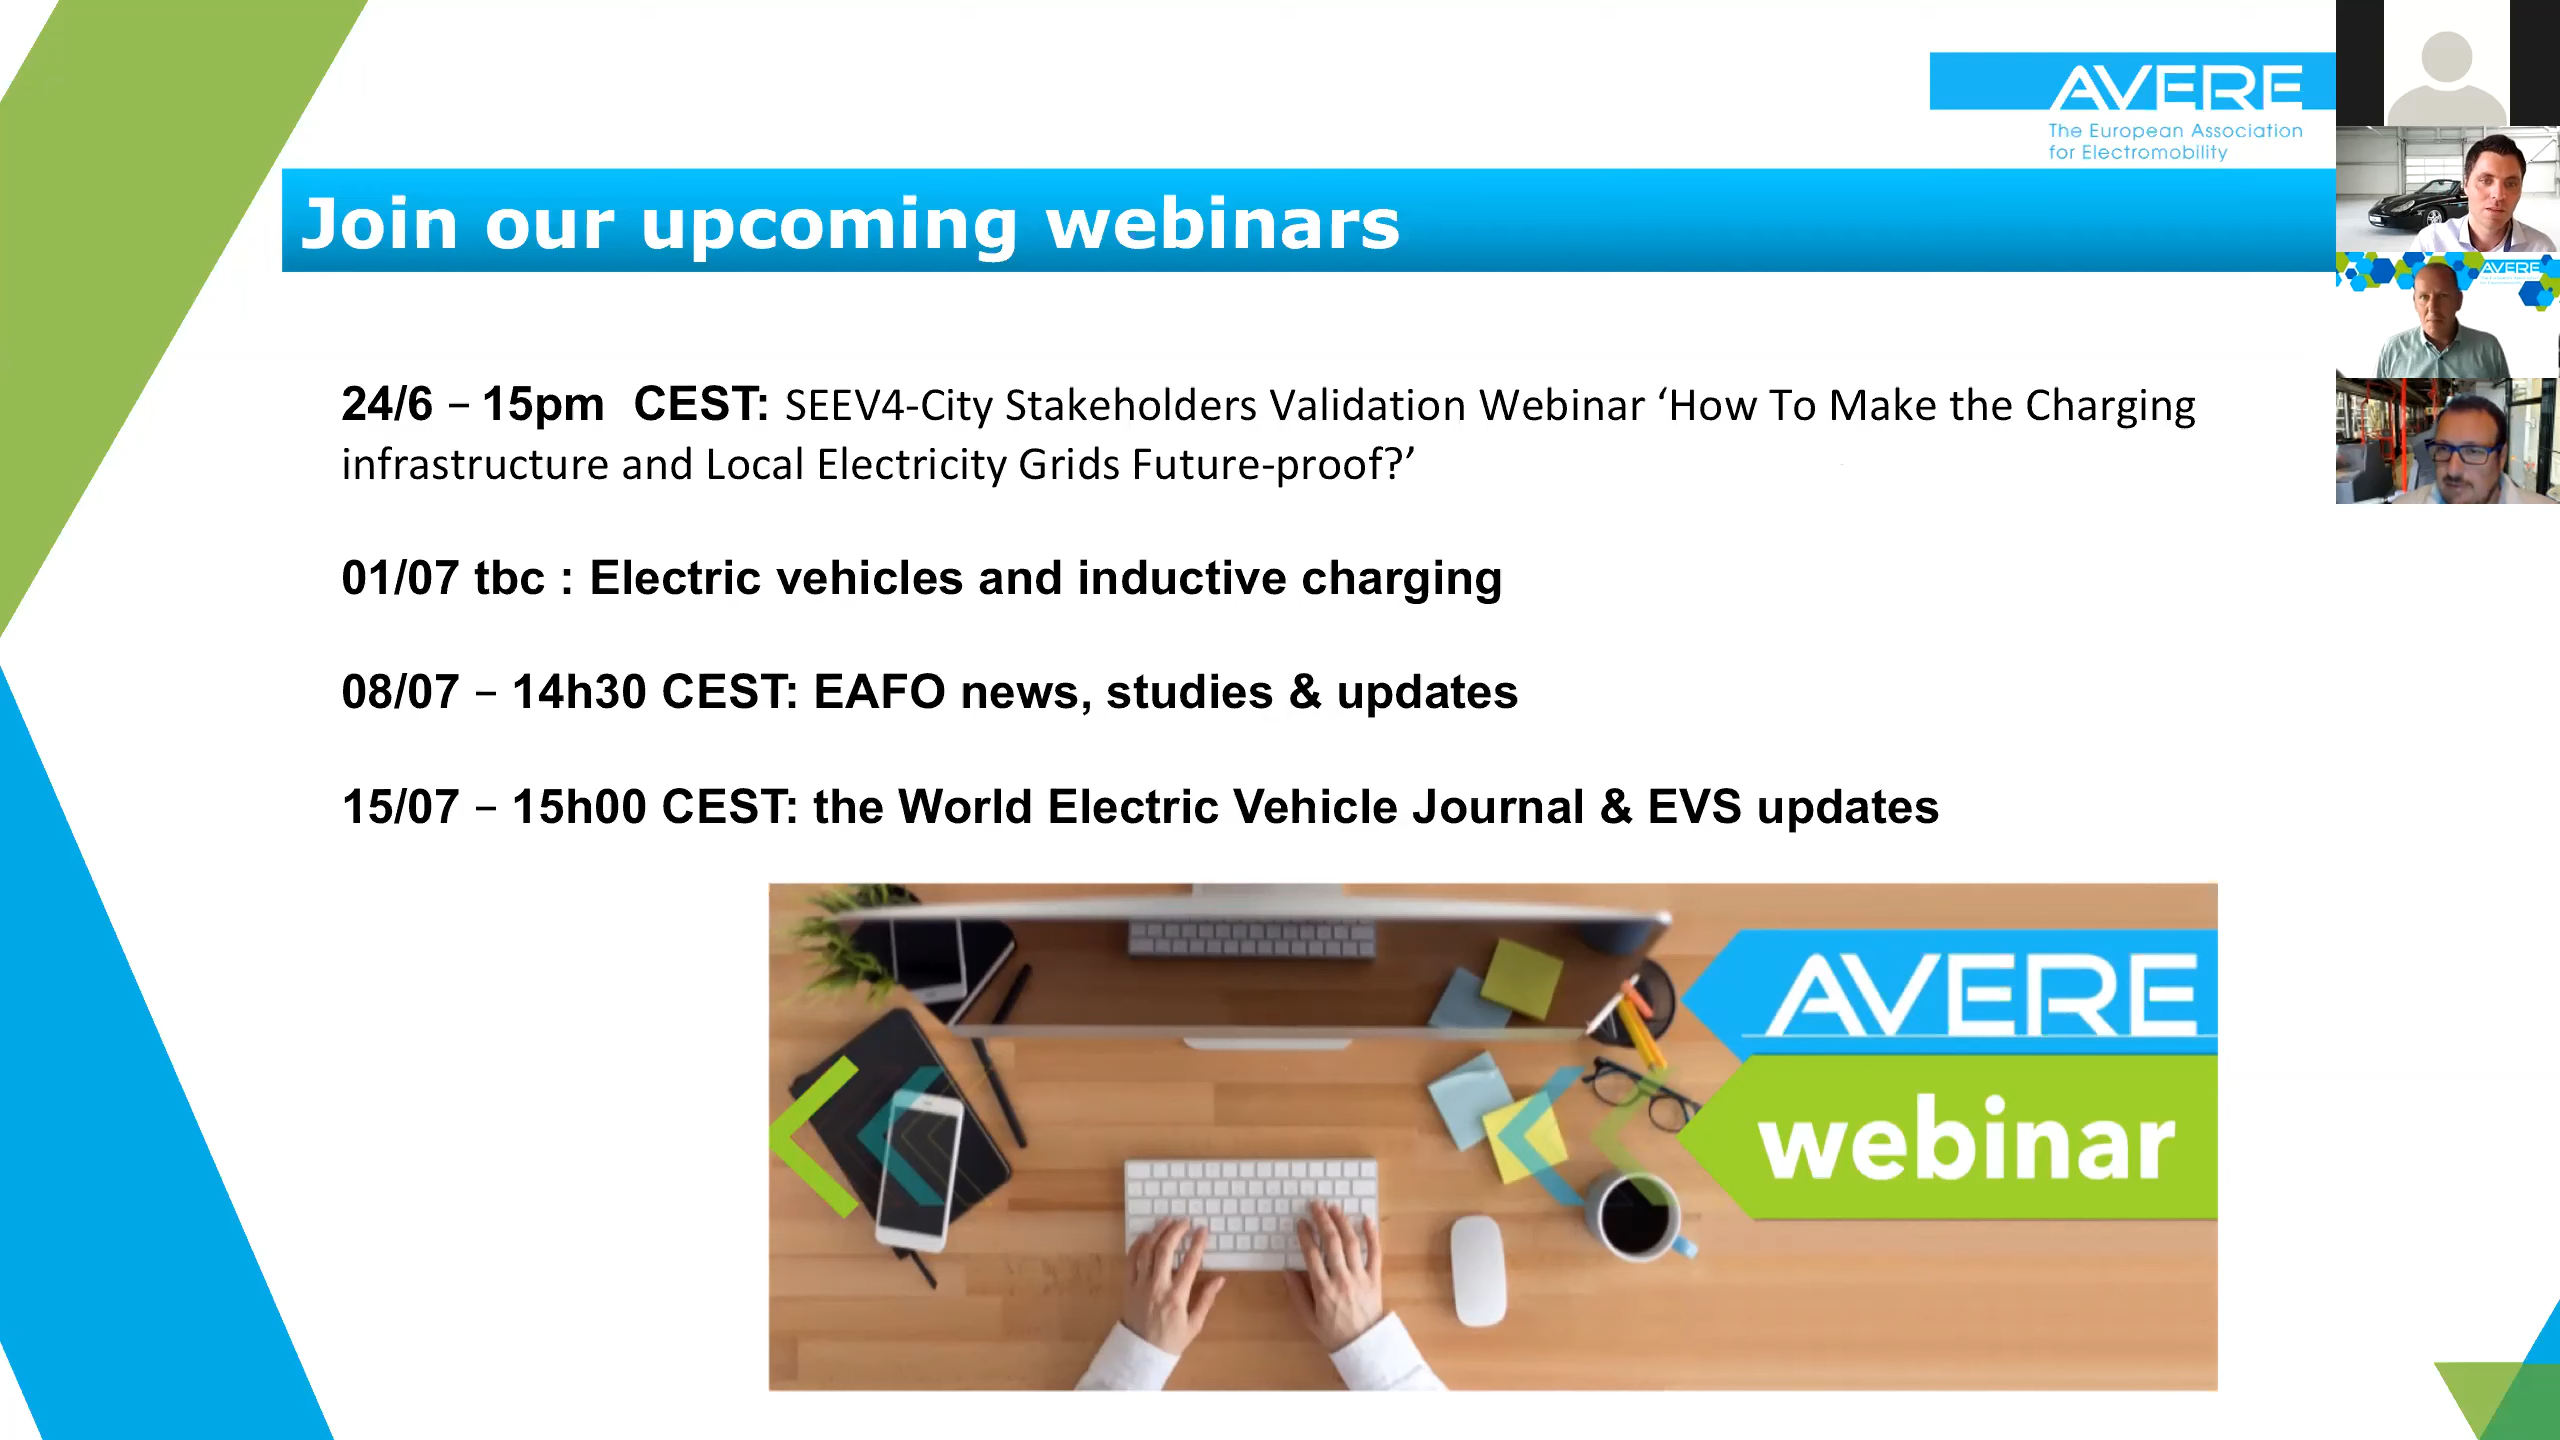 AVERE
The European Association
for Electromobility
Join our upcoming webinars
AVERE
24/6 – 15pm  CEST: SEEV4-City Stakeholders Validation Webinar ‘How To Make the Charging
infrastructure and Local Electricity Grids Future-proof?’
01/07 tbc : Electric vehicles and inductive charging
08/07 – 14h30 CEST: EAFO news, studies & updates
15/07 – 15h00 CEST: the World Electric Vehicle Journal & EVS updates
AVERE
webinar